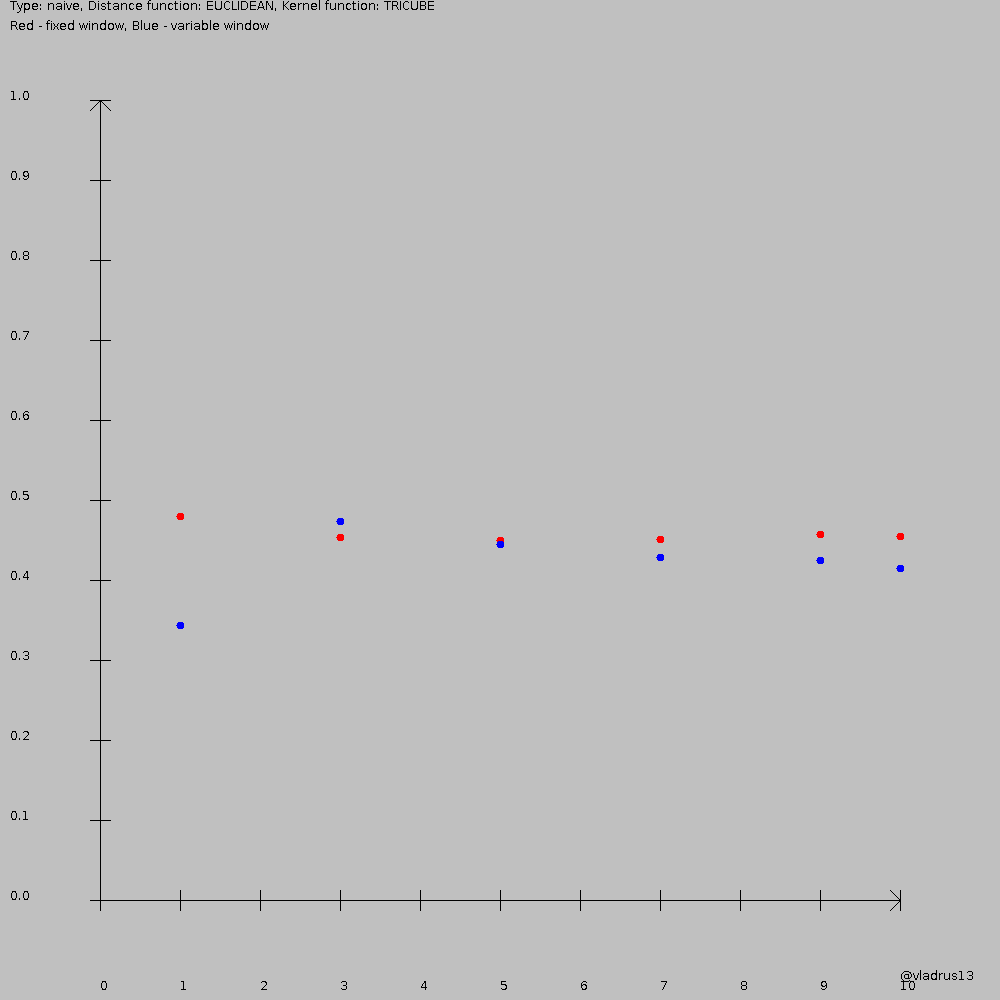 Type: naive, Distance function: EUCLIDEAN, Kernel function: TRICUBE
Red - fixed window, Blue - variable window
1.0
0.9
0.8
0.7
0.6
0.5
0.4
0.3
0.2
0.1
0.0
@vladrus13
0 1 2 3 4 5 6 7 8 9 10